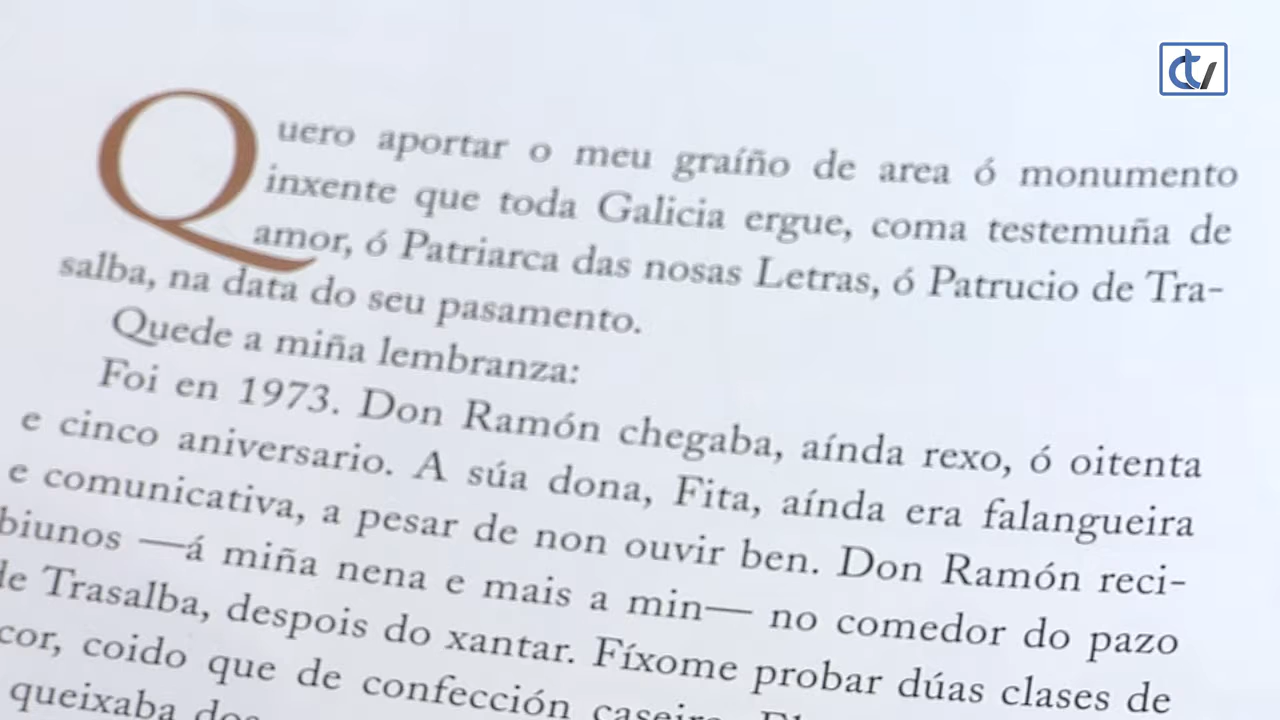 Quero aportar o meu graíño de area ó monumento
inxente que toda Galicia ergue, coma testemuña de
amor, ó Patriarca das nosas Letras, ó Patrucio de Tra-
salba, na data do seu pasamento.
Quede a miña lembranza:
Foi en 1973. Don Ramón chegaba, aínda rexo, ó oitenta
e cinco aniversario. A súa dona, Fita, aínda era falangueira
e comunicativa, a pesar de non ouvir ben. Don Ramón reci-
biunos —á miña nena e mais a min— no comedor do pazo
de Trasalba, despois do xantar. Fíxome probar dúas clases de
cor, coido que de confección caseira.
queixaba dos